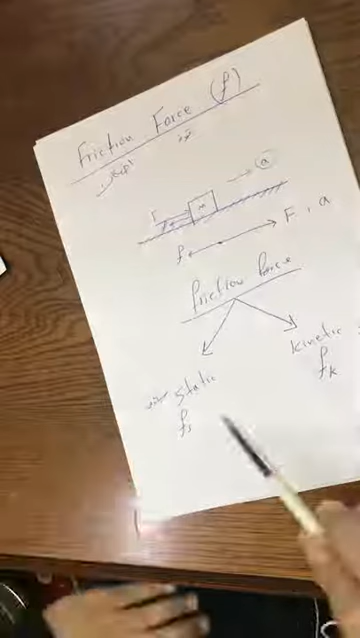 Friction Force (f)
m
a
F
f
F, a
friction force
Kinetic
fk
Static
fs